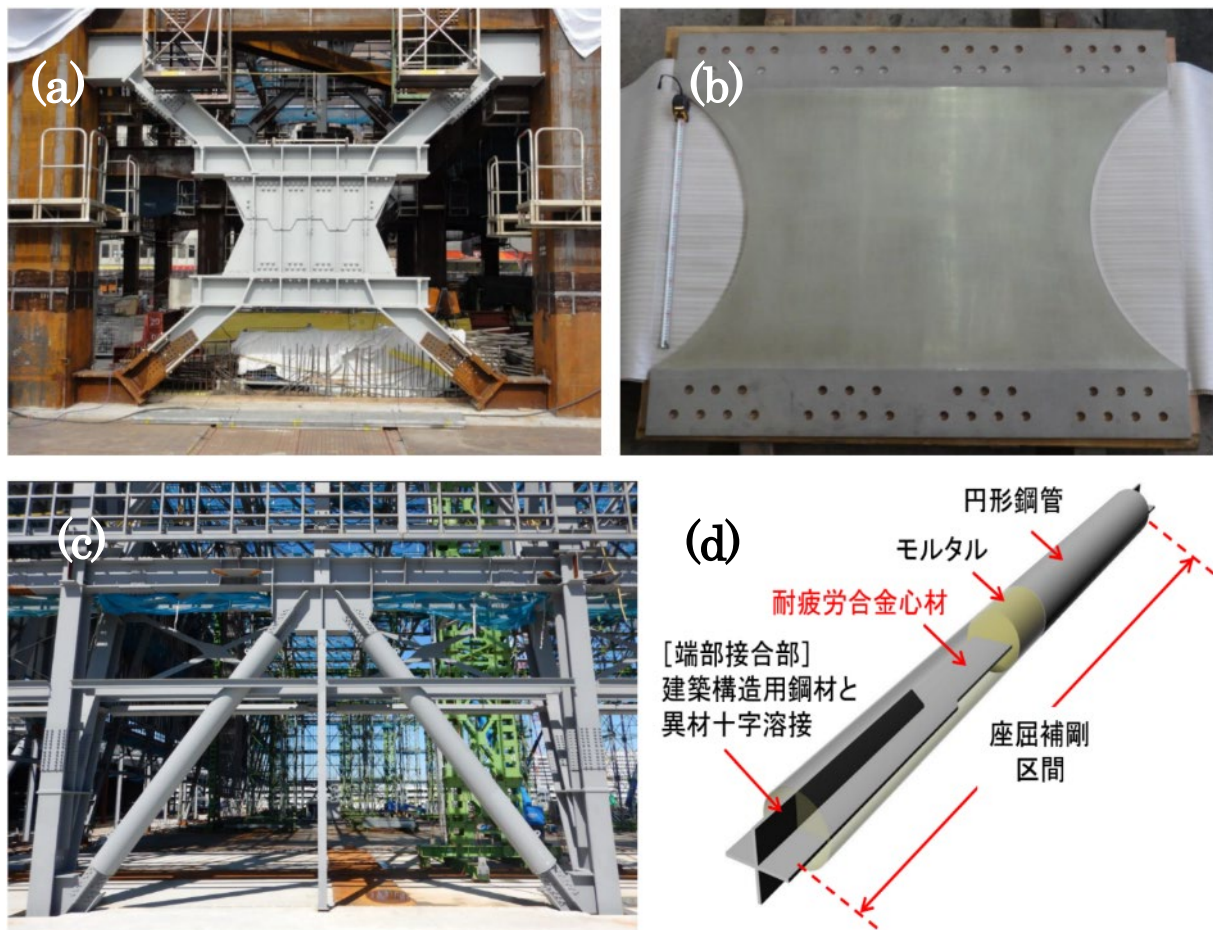 (a)
(b)
(c)
(d)
円形鋼管
モルタル
耐疲労合金心材
[端部接合部]
建築構造用鋼材と
異材十字溶接
座屈補剛
区間